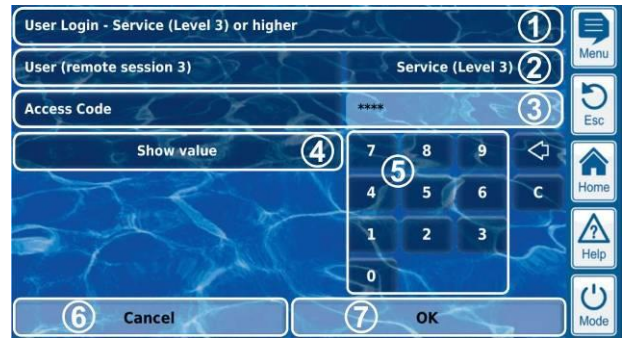 User Login - Service (Level 3) or higher 1
Menu
User (remote session 3) Service (Level 3) 2
Access Code **** 3
Esc
Show value 4
7 8 9
5
4 5 6 C
Home
1 2 3
Help
0
6 Cancel 7 OK
Mode